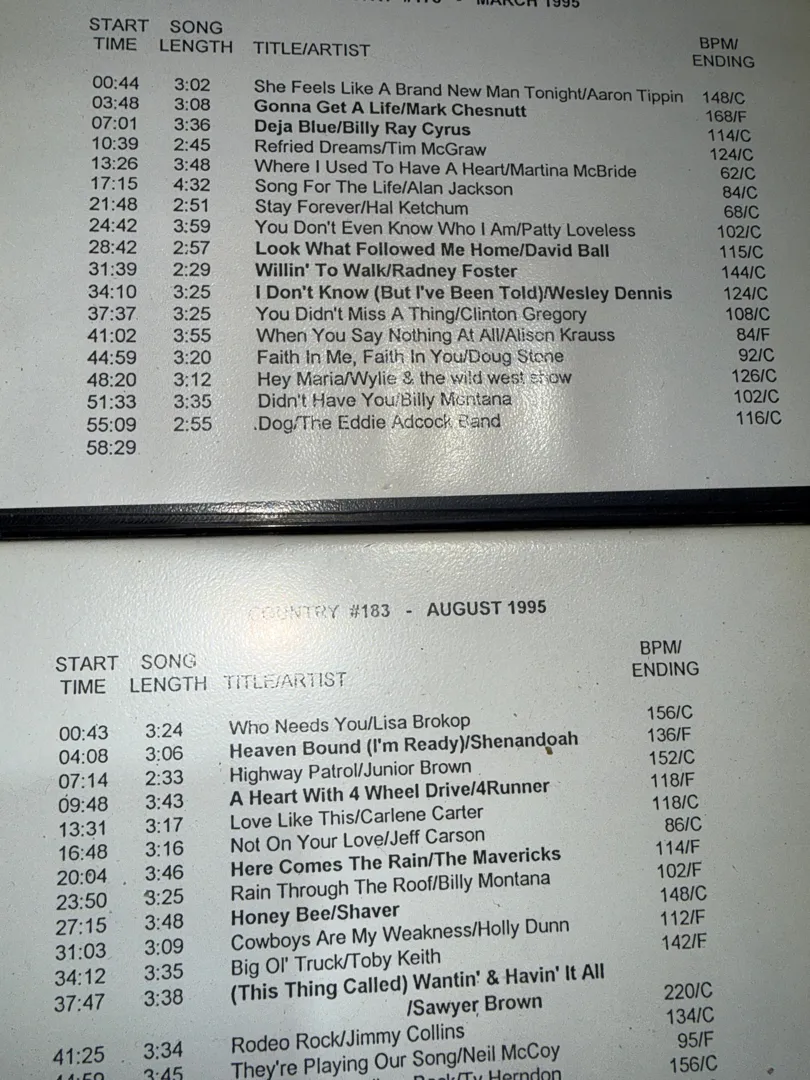 - MARCH 1995
START SONG BPM/
TIME LENGTH TITLE/ARTIST ENDING
00:44 3:02 She Feels Like A Brand New Man Tonight/Aaron Tippin 148/C
03:48 3:08 Gonna Get A Life/Mark Chesnutt 168/F
07:01 3:36 Deja Blue/Billy Ray Cyrus 114/C
10:39 2:45 Refried Dreams/Tim McGraw 124/C
13:26 3:48 Where I Used To Have A Heart/Martina McBride 62/C
17:15 4:32 Song For The Life/Alan Jackson 84/C
21:48 2:51 Stay Forever/Hal Ketchum 68/C
24:42 3:59 You Don't Even Know Who I Am/Patty Loveless 102/C
28:42 2:57 Look What Followed Me Home/David Ball 115/C
31:39 2:29 Willin' To Walk/Radney Foster 144/C
34:10 3:25 I Don't Know (But I've Been Told)/Wesley Dennis 124/C
37:37 3:25 You Didn't Miss A Thing/Clinton Gregory 108/C
41:02 3:55 When You Say Nothing At All/Alison Krauss 84/F
44:59 3:20 Faith In Me, Faith In You/Doug Stone 92/C
48:20 3:12 Hey Maria/Wylie & the wild west show 126/C
51:33 3:35 Didn't Have You/Billy Montana 102/C
55:09 2:55 .Dog/The Eddie Adcock Band 116/C
58:29
COUNTRY #183 - AUGUST 1995
START SONG BPM/
TIME LENGTH TITLE/ARTIST ENDING
00:43 3:24 Who Needs You/Lisa Brokop 156/C
04:08 3:06 Heaven Bound (I'm Ready)/Shenandoah 136/F
07:14 2:33 Highway Patrol/Junior Brown 152/C
09:48 3:43 A Heart With 4 Wheel Drive/4Runner 118/F
13:31 3:17 Love Like This/Carlene Carter 118/C
16:48 3:16 Not On Your Love/Jeff Carson 86/C
20:04 3:46 Here Comes The Rain/The Mavericks 114/F
23:50 3:25 Rain Through The Roof/Billy Montana 102/F
27:15 3:48 Honey Bee/Shaver 148/C
31:03 3:09 Cowboys Are My Weakness/Holly Dunn 112/F
34:12 3:35 Big Ol' Truck/Toby Keith 142/F
37:47 3:38 (This Thing Called) Wantin' & Havin' It All
/Sawyer Brown 220/C
41:25 3:34 Rodeo Rock/Jimmy Collins 134/C
3:45 They're Playing Our Song/Neil McCoy 95/F
Herndon 156/C